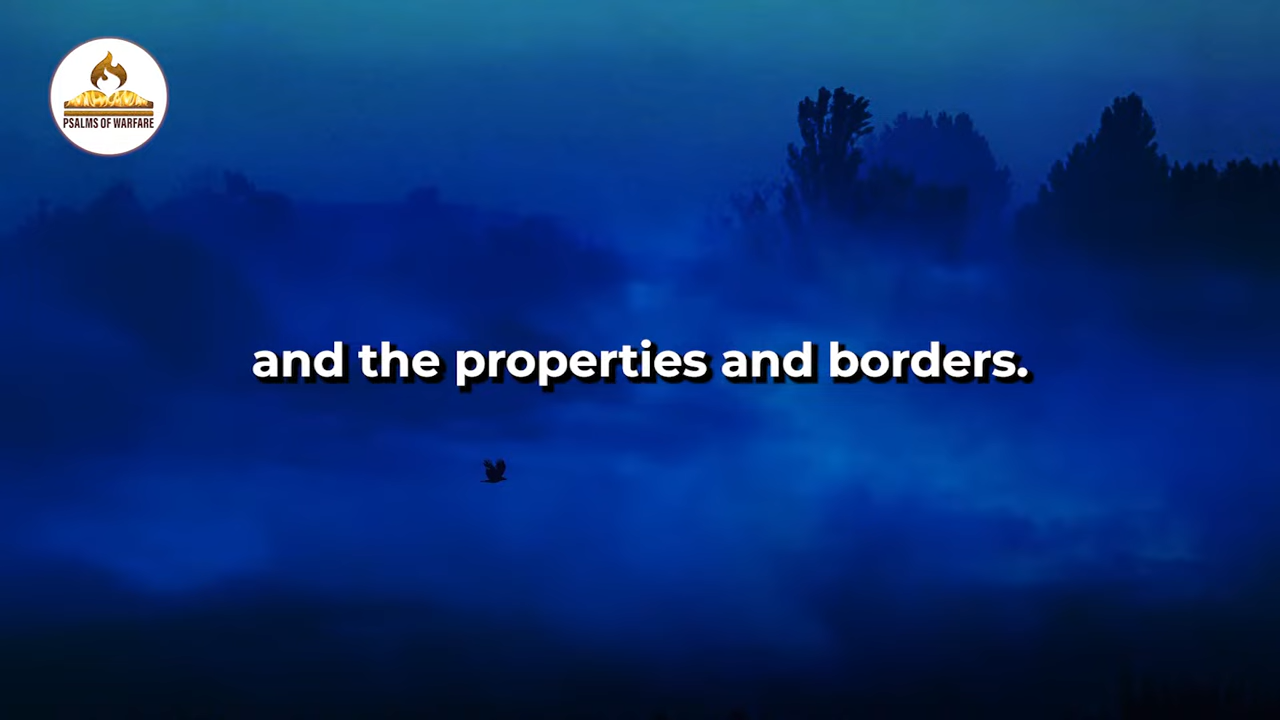 PSALMS OF WARFARE
and the properties and borders.